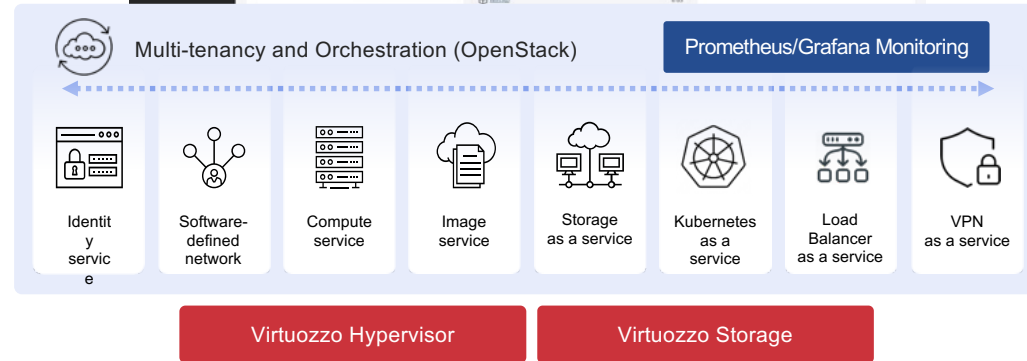 Multi-tenancy and Orchestration (OpenStack)
Prometheus/Grafana Monitoring
Identit
y
servic
e
Software-
defined
network
Compute
service
Image
service
Storage
as a service
Kubernetes
as a
service
Load
Balancer
as a service
VPN
as a service
Virtuozzo Hypervisor
Virtuozzo Storage